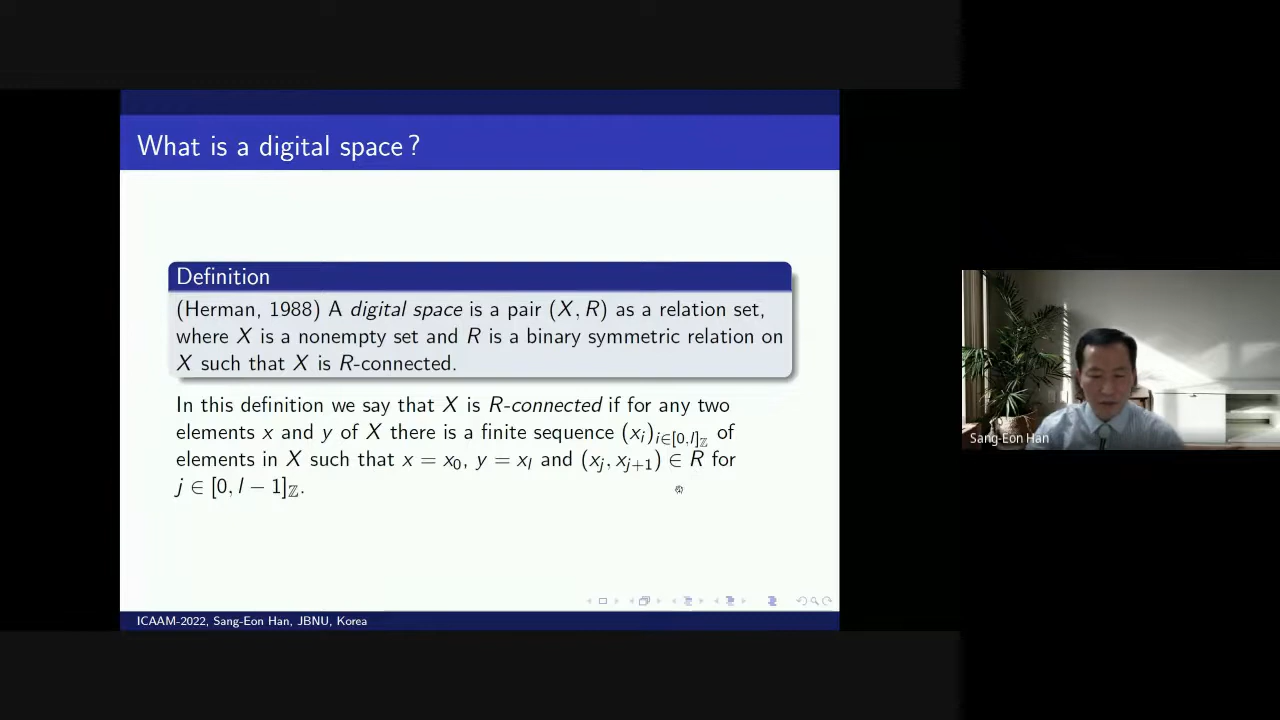 What is a digital space ?
Definition
(Herman, 1988) A digital space is a pair (X, R) as a relation set,
where X is a nonempty set and R is a binary symmetric relation on
X such that X is R-connected.
In this definition we say that X is R-connected if for any two
elements x and y of X there is a finite sequence (xᵢ)_{i∈[0,l]_ℤ} of
elements in X such that x = x₀, y = x_l and (x_j, x_{j+1}) ∈ R for
j ∈ [0, l − 1]_ℤ.
ICAAM-2022, Sang-Eon Han, JBNU, Korea
Sang-Eon Han